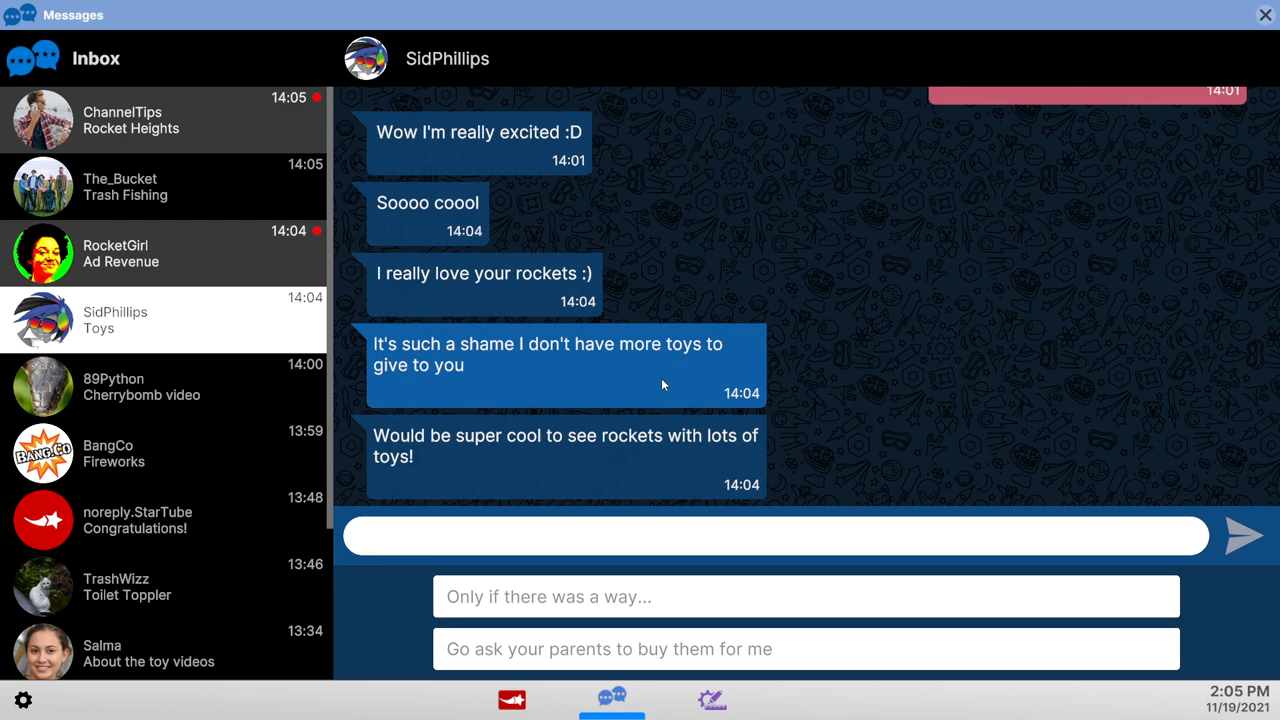 Messages
Inbox
ChannelTips
Rocket Heights
14:05
The_Bucket
Trash Fishing
14:05
RocketGirl
Ad Revenue
14:04
SidPhillips
Toys
14:04
89Python
Cherrybomb video
14:00
BANG.CO
BangCo
Fireworks
13:59
noreply.StarTube
Congratulations!
13:48
TrashWizz
Toilet Toppler
13:46
Salma
About the toy videos
13:34
SidPhillips
14:01
Wow I'm really excited :D
14:01
Soooo coool
14:04
I really love your rockets :)
14:04
It's such a shame I don't have more toys to
give to you
14:04
Would be super cool to see rockets with lots of
toys!
14:04
Only if there was a way...
Go ask your parents to buy them for me
2:05 PM
11/19/2021